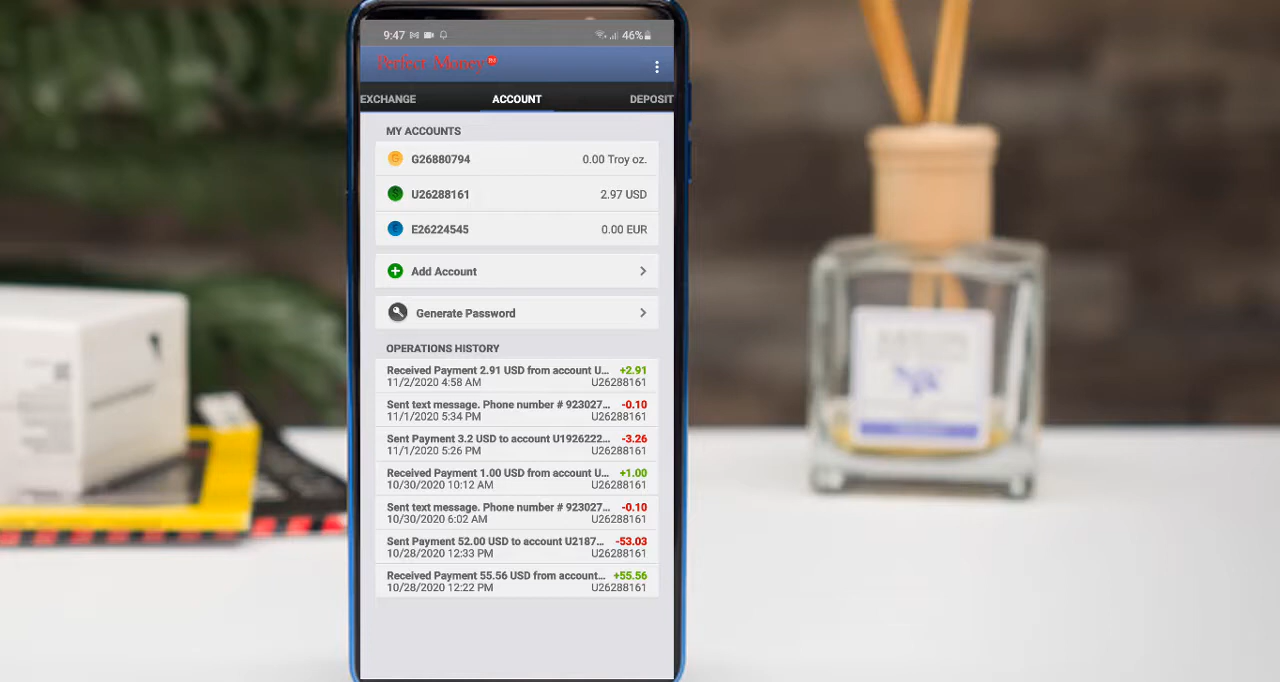 9:47 46%
Perfect Money
EXCHANGE ACCOUNT DEPOSIT
MY ACCOUNTS
G26880794 0.00 Troy oz.
U26288161 2.97 USD
E26224545 0.00 EUR
Add Account
Generate Password
OPERATIONS HISTORY
Received Payment 2.91 USD from account U... +2.91
11/2/2020 4:58 AM U26288161
Sent text message. Phone number # 923027... -0.10
11/1/2020 5:34 PM U26288161
Sent Payment 3.2 USD to account U1926222... -3.26
11/1/2020 5:26 PM U26288161
Received Payment 1.00 USD from account U... +1.00
10/30/2020 10:12 AM U26288161
Sent text message. Phone number # 923027... -0.10
10/30/2020 6:02 AM U26288161
Sent Payment 52.00 USD to account U2187... -53.03
10/28/2020 12:33 PM U26288161
Received Payment 55.56 USD from account... +55.56
10/28/2020 12:22 PM U26288161